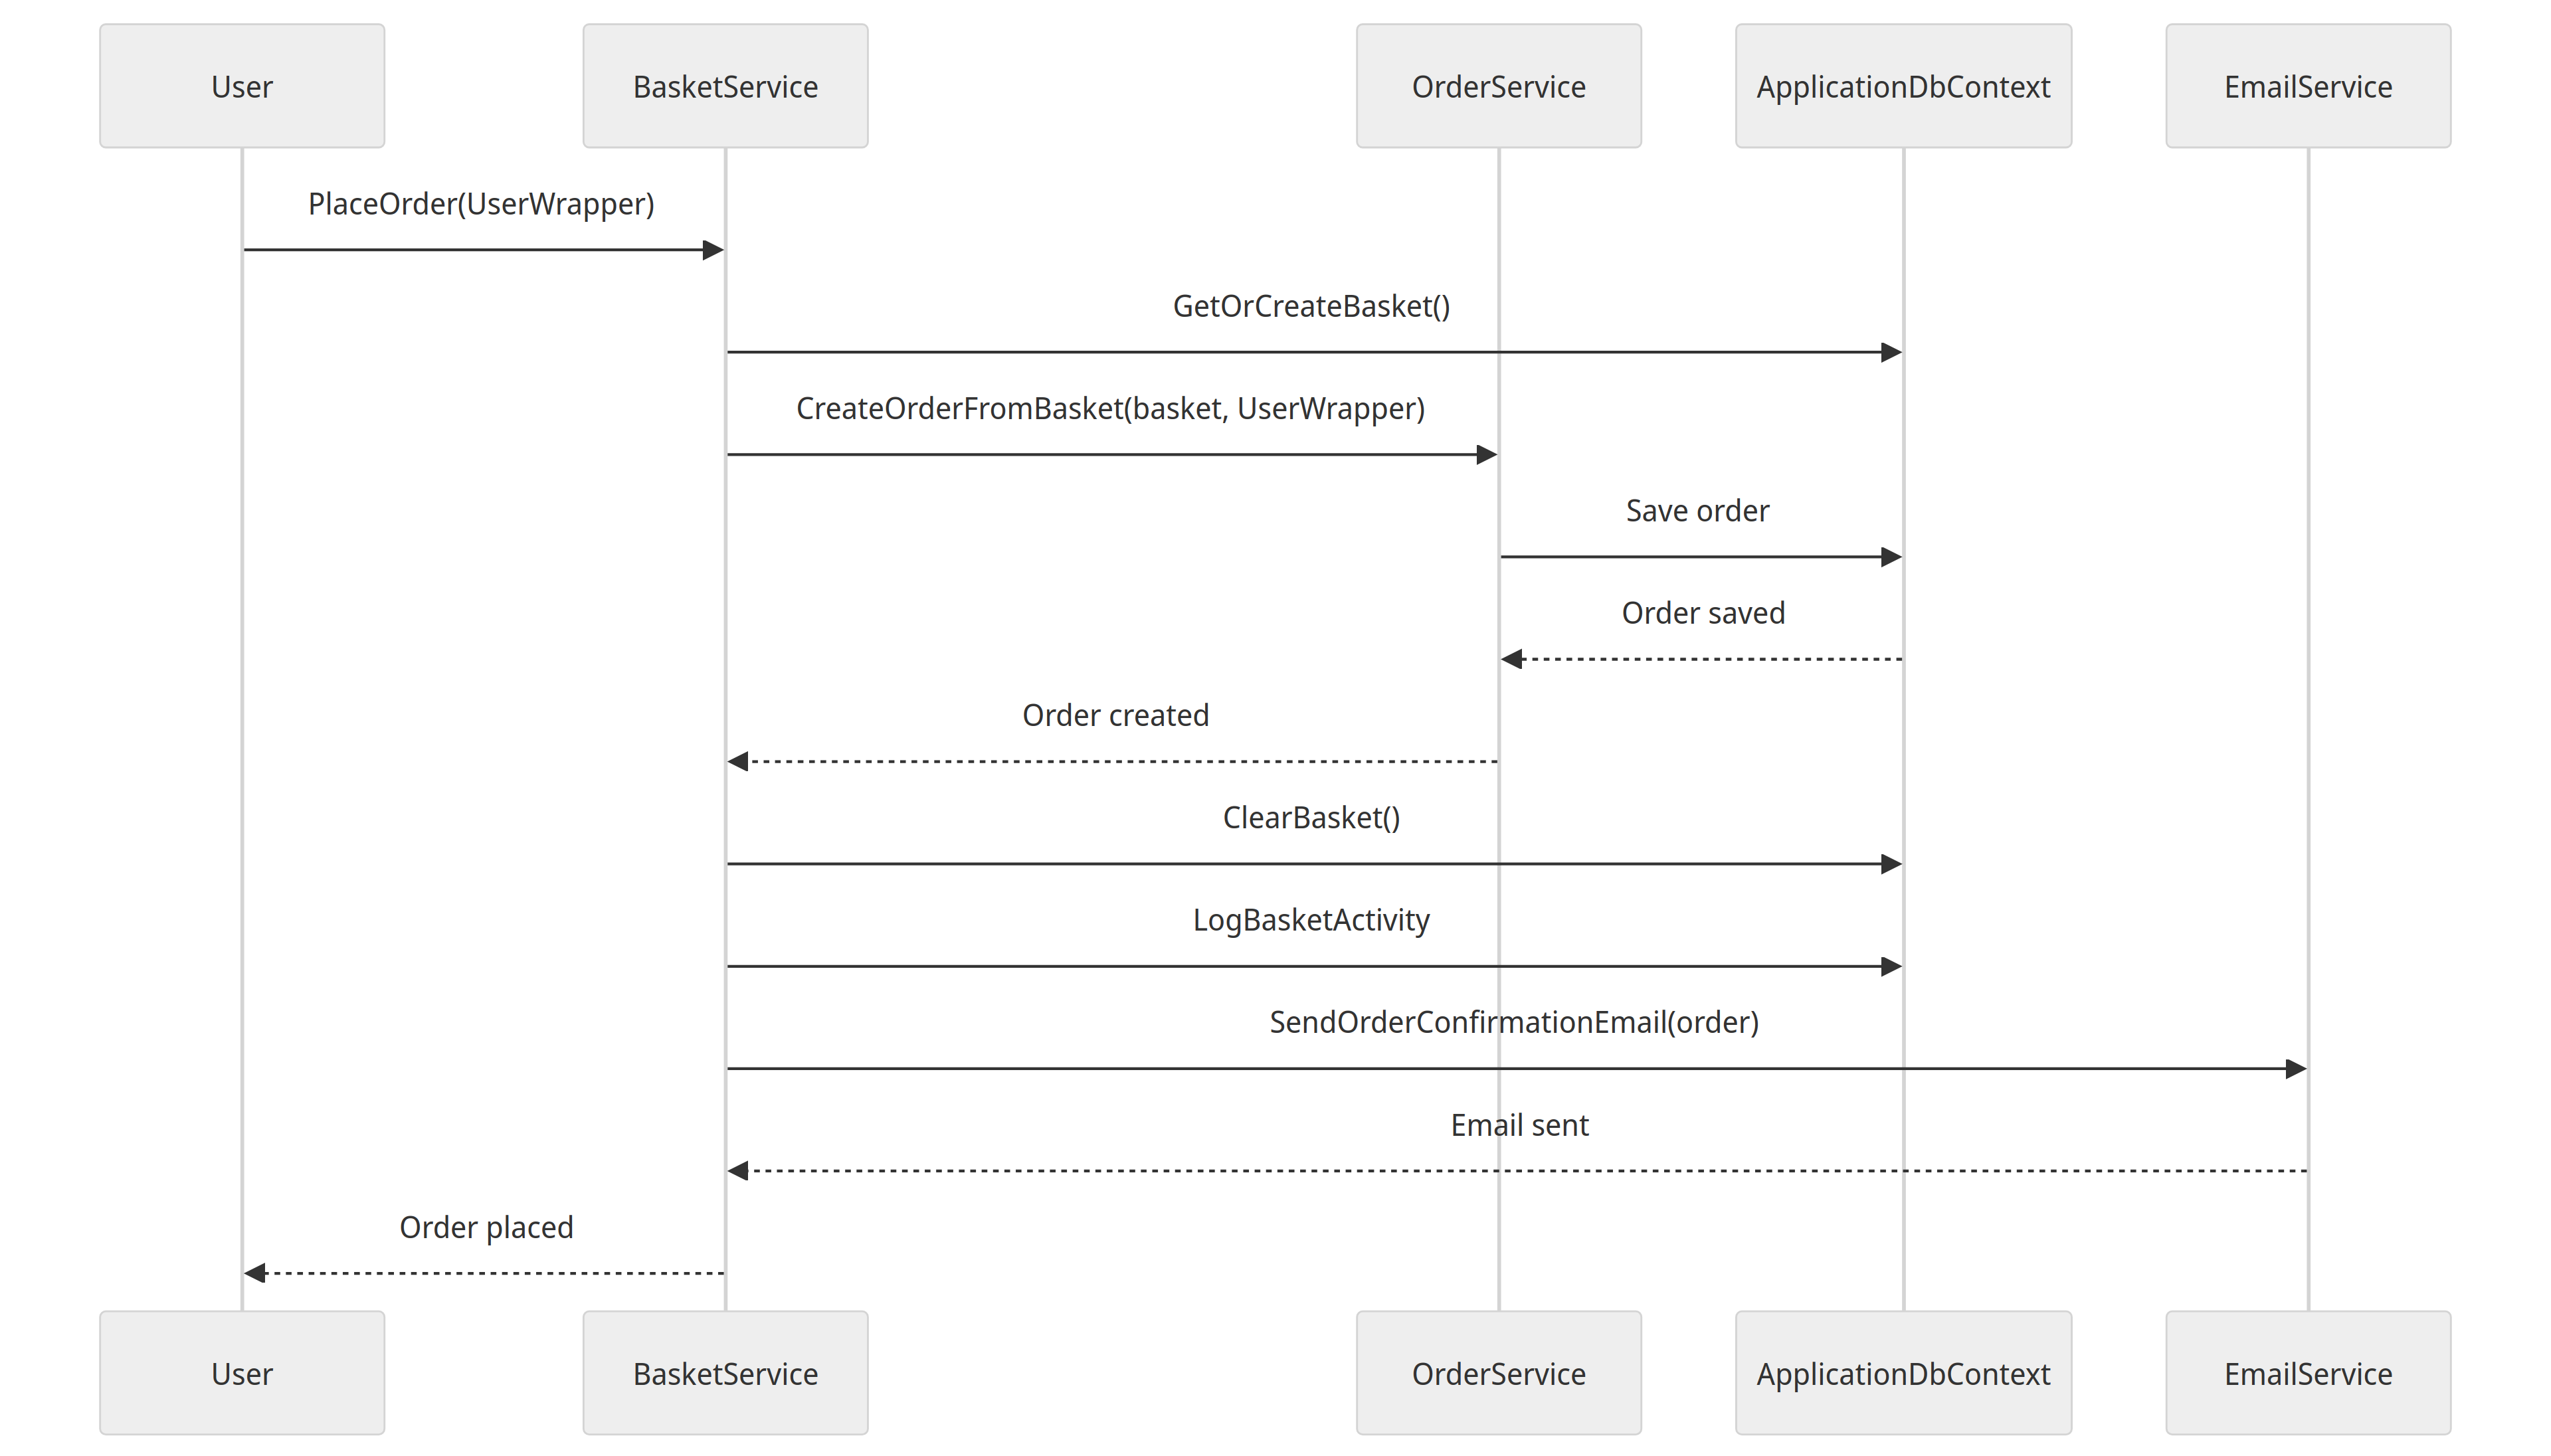 User
BasketService
OrderService
ApplicationDbContext
EmailService
PlaceOrder(UserWrapper)
GetOrCreateBasket()
CreateOrderFromBasket(basket, UserWrapper)
Save order
Order saved
Order created
ClearBasket()
LogBasketActivity
SendOrderConfirmationEmail(order)
Email sent
Order placed
User
BasketService
OrderService
ApplicationDbContext
EmailService